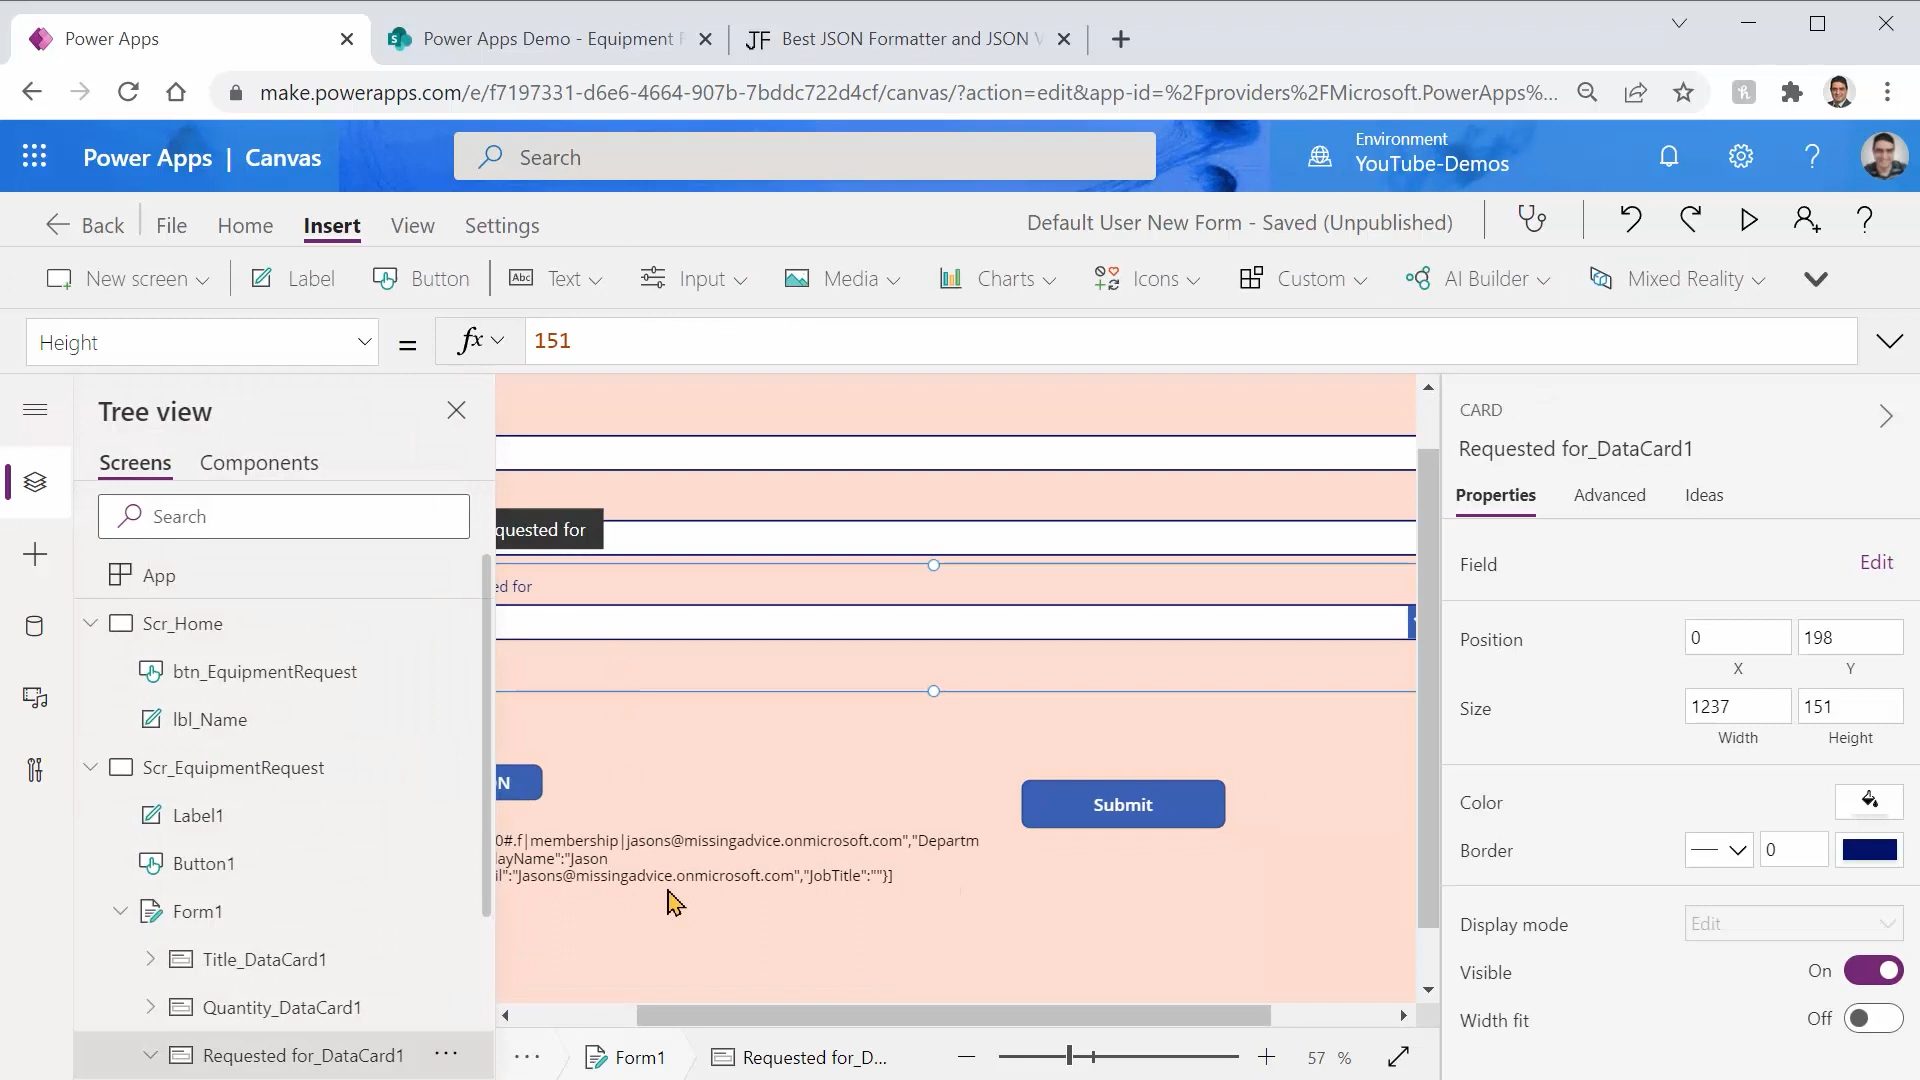 Power Apps
Power Apps Demo - Equipment
Best JSON Formatter and JSON
make.powerapps.com/e/f7197331-d6e6-4664-907b-7bddc722d4cf/canvas/?action=edit&app-id=%2Fproviders%2FMicrosoft.PowerApps%...
Power Apps | Canvas
Search
Environment
YouTube-Demos
Back
File
Home
Insert
View
Settings
Default User New Form - Saved (Unpublished)
New screen
Label
Button
Abc
Text
Input
Media
Charts
Icons
Custom
AI Builder
Mixed Reality
Height
=
fx
151
Tree view
Screens
Components
Search
App
Scr_Home
btn_EquipmentRequest
lbl_Name
Scr_EquipmentRequest
Label1
Button1
Form1
Title_DataCard1
Quantity_DataCard1
Requested for_DataCard1
quested for
ed for
N
Submit
0#.f|membership|jasons@missingadvice.onmicrosoft.com","Departm
ayName":"Jason
il":"Jasons@missingadvice.onmicrosoft.com","JobTitle":""}]
Form1
Requested for_D...
57 %
CARD
Requested for_DataCard1
Properties
Advanced
Ideas
Field
Edit
Position
0
198
X
Y
Size
1237
151
Width
Height
Color
Border
0
Display mode
Edit
Visible
On
Width fit
Off